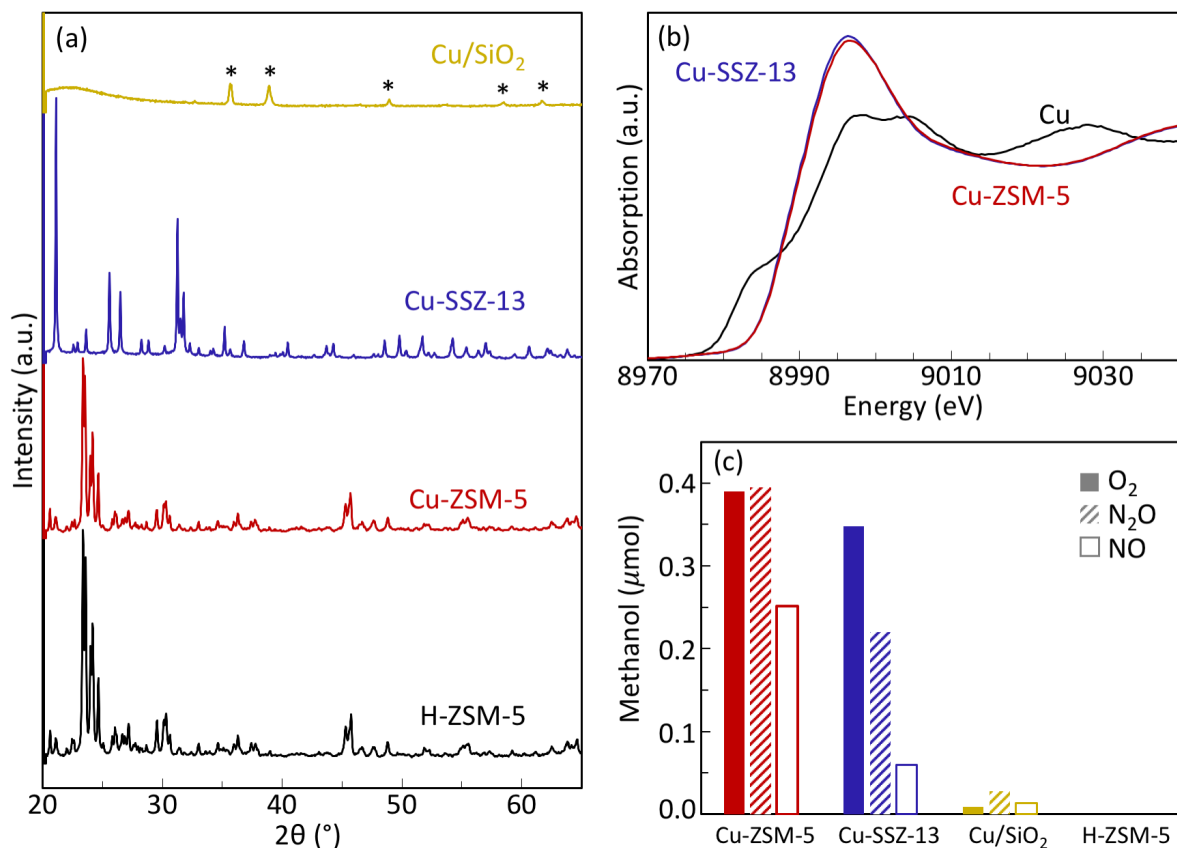 (a)
Cu/SiO₂
* * * * *
Cu-SSZ-13
Cu-ZSM-5
H-ZSM-5
Intensity (a.u.)
20 30 40 50 60
2θ (°)
(b)
Cu-SSZ-13
Cu
Cu-ZSM-5
Absorption (a.u.)
8970 8990 9010 9030
Energy (eV)
(c)
O₂
N₂O
NO
Methanol (μmol)
0.4
0.3
0.2
0.1
0.0
Cu-ZSM-5 Cu-SSZ-13 Cu/SiO₂ H-ZSM-5